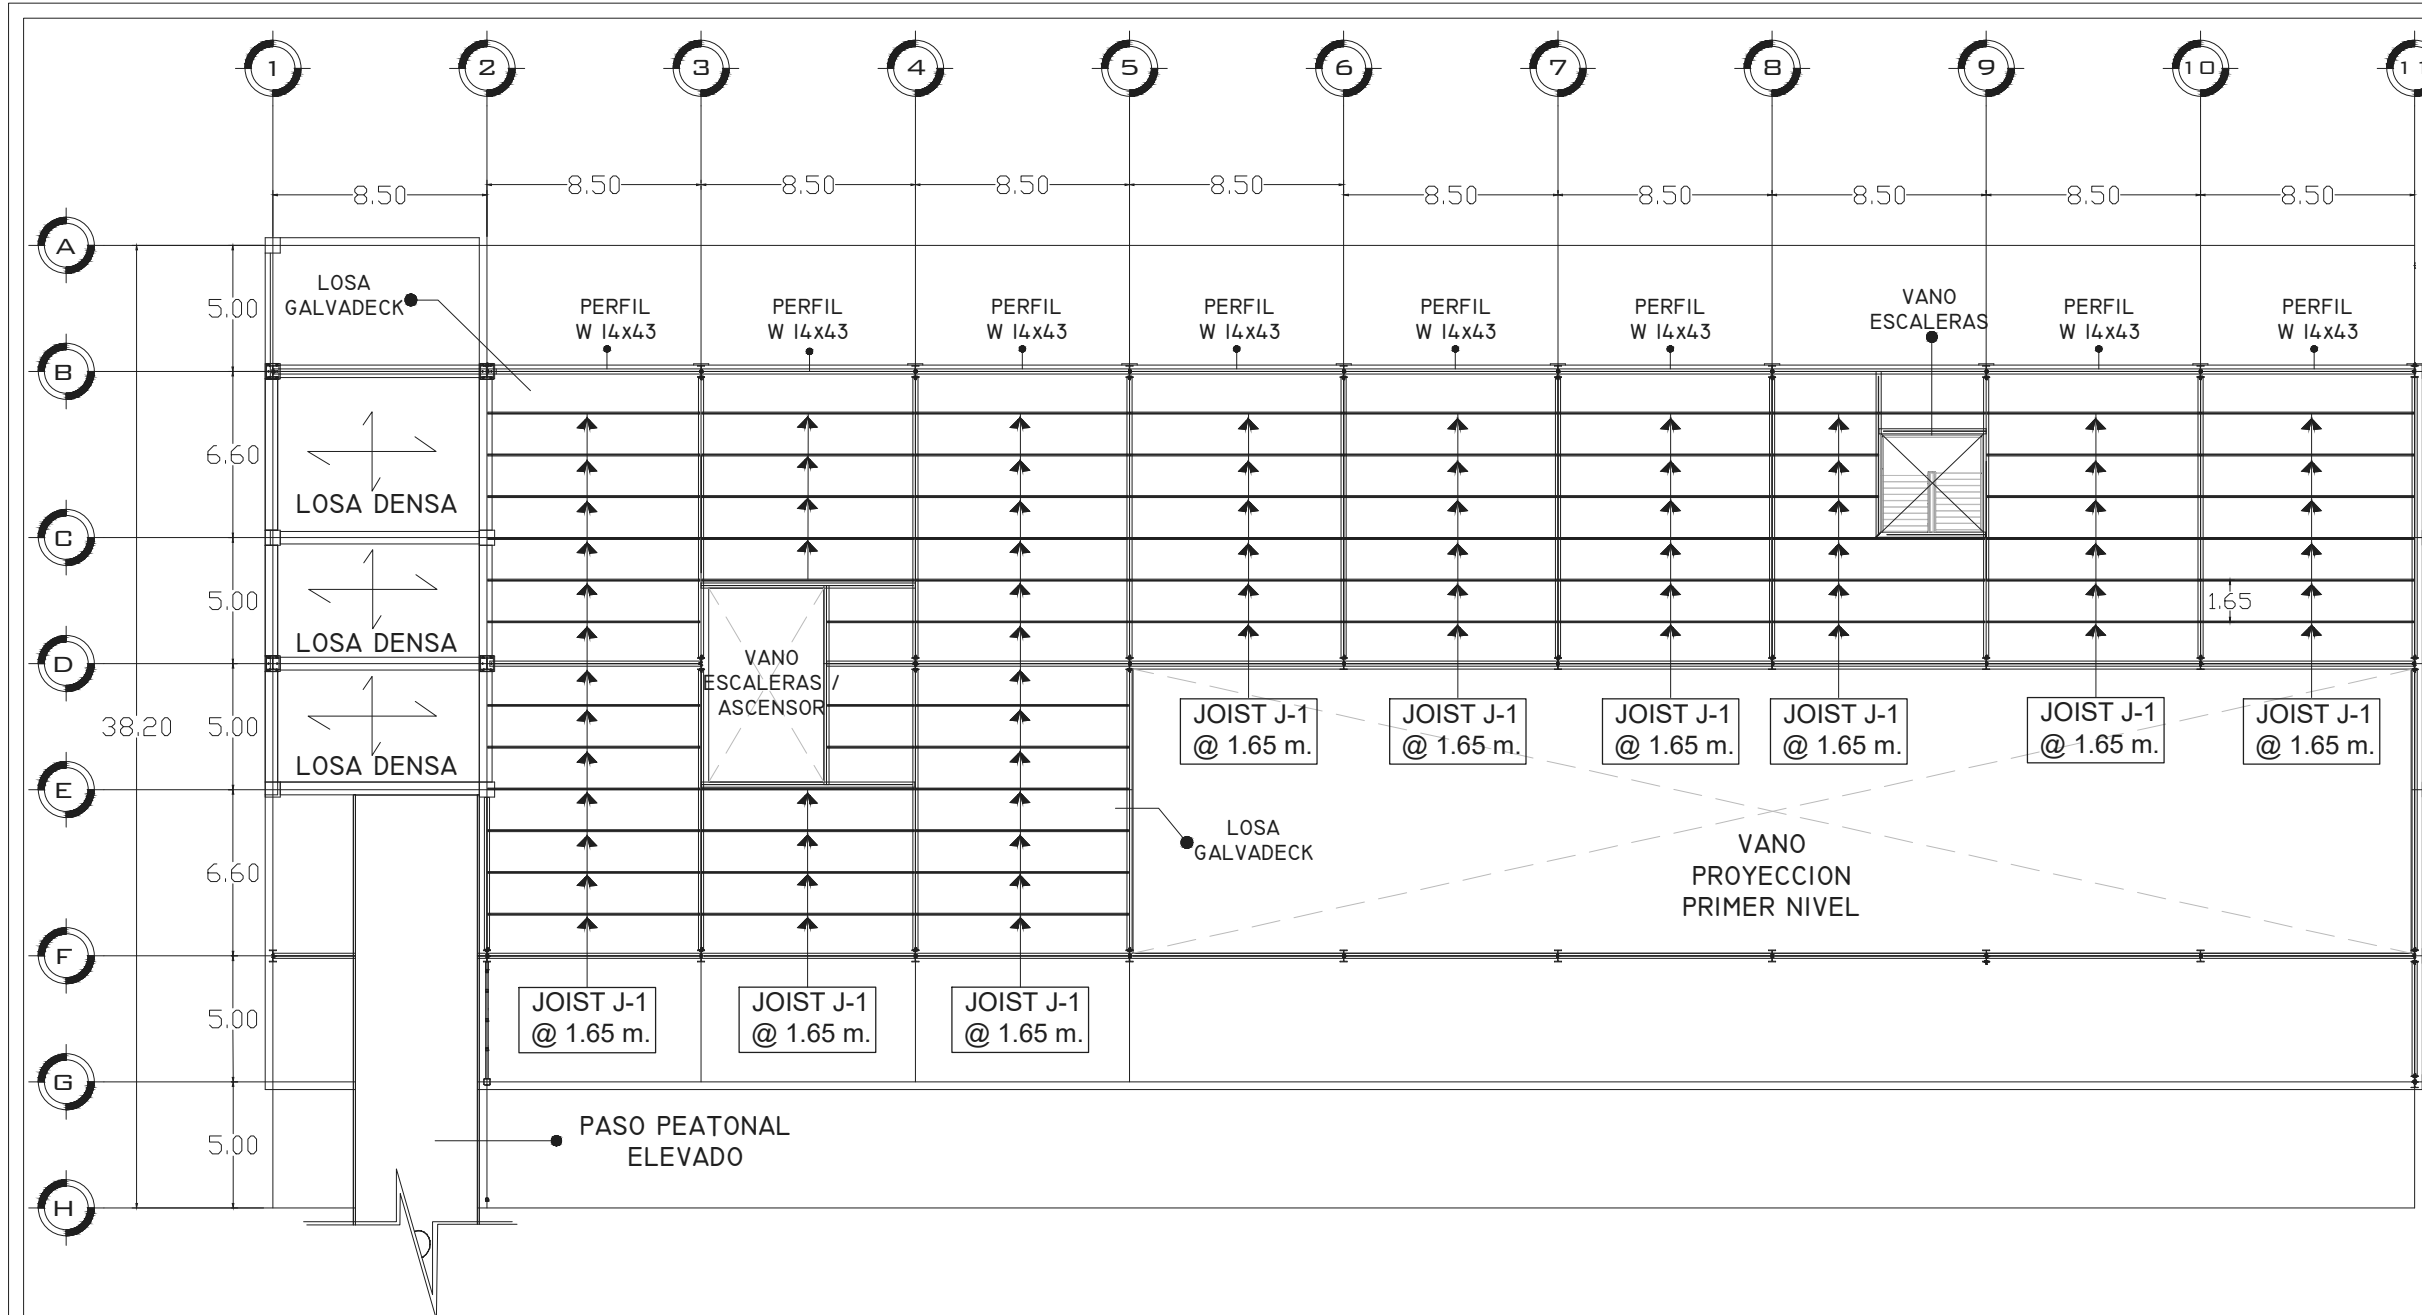 1 2 3 4 5 6 7 8 9 10 11
8.50 8.50 8.50 8.50 8.50 8.50 8.50 8.50 8.50 8.50
A
B
C
D
E
F
G
H
5.00
6.60
5.00
5.00
6.60
5.00
5.00
38.20
LOSA
GALVADECK
PERFIL
W 14x43
PERFIL
W 14x43
PERFIL
W 14x43
PERFIL
W 14x43
PERFIL
W 14x43
PERFIL
W 14x43
VANO
ESCALERAS
PERFIL
W 14x43
PERFIL
W 14x43
LOSA DENSA
LOSA DENSA
LOSA DENSA
1.65
VANO
ESCALERAS /
ASCENSOR
JOIST J-1
@ 1.65 m.
JOIST J-1
@ 1.65 m.
JOIST J-1
@ 1.65 m.
JOIST J-1
@ 1.65 m.
JOIST J-1
@ 1.65 m.
JOIST J-1
@ 1.65 m.
LOSA
GALVADECK
VANO
PROYECCION
PRIMER NIVEL
JOIST J-1
@ 1.65 m.
JOIST J-1
@ 1.65 m.
JOIST J-1
@ 1.65 m.
PASO PEATONAL
ELEVADO